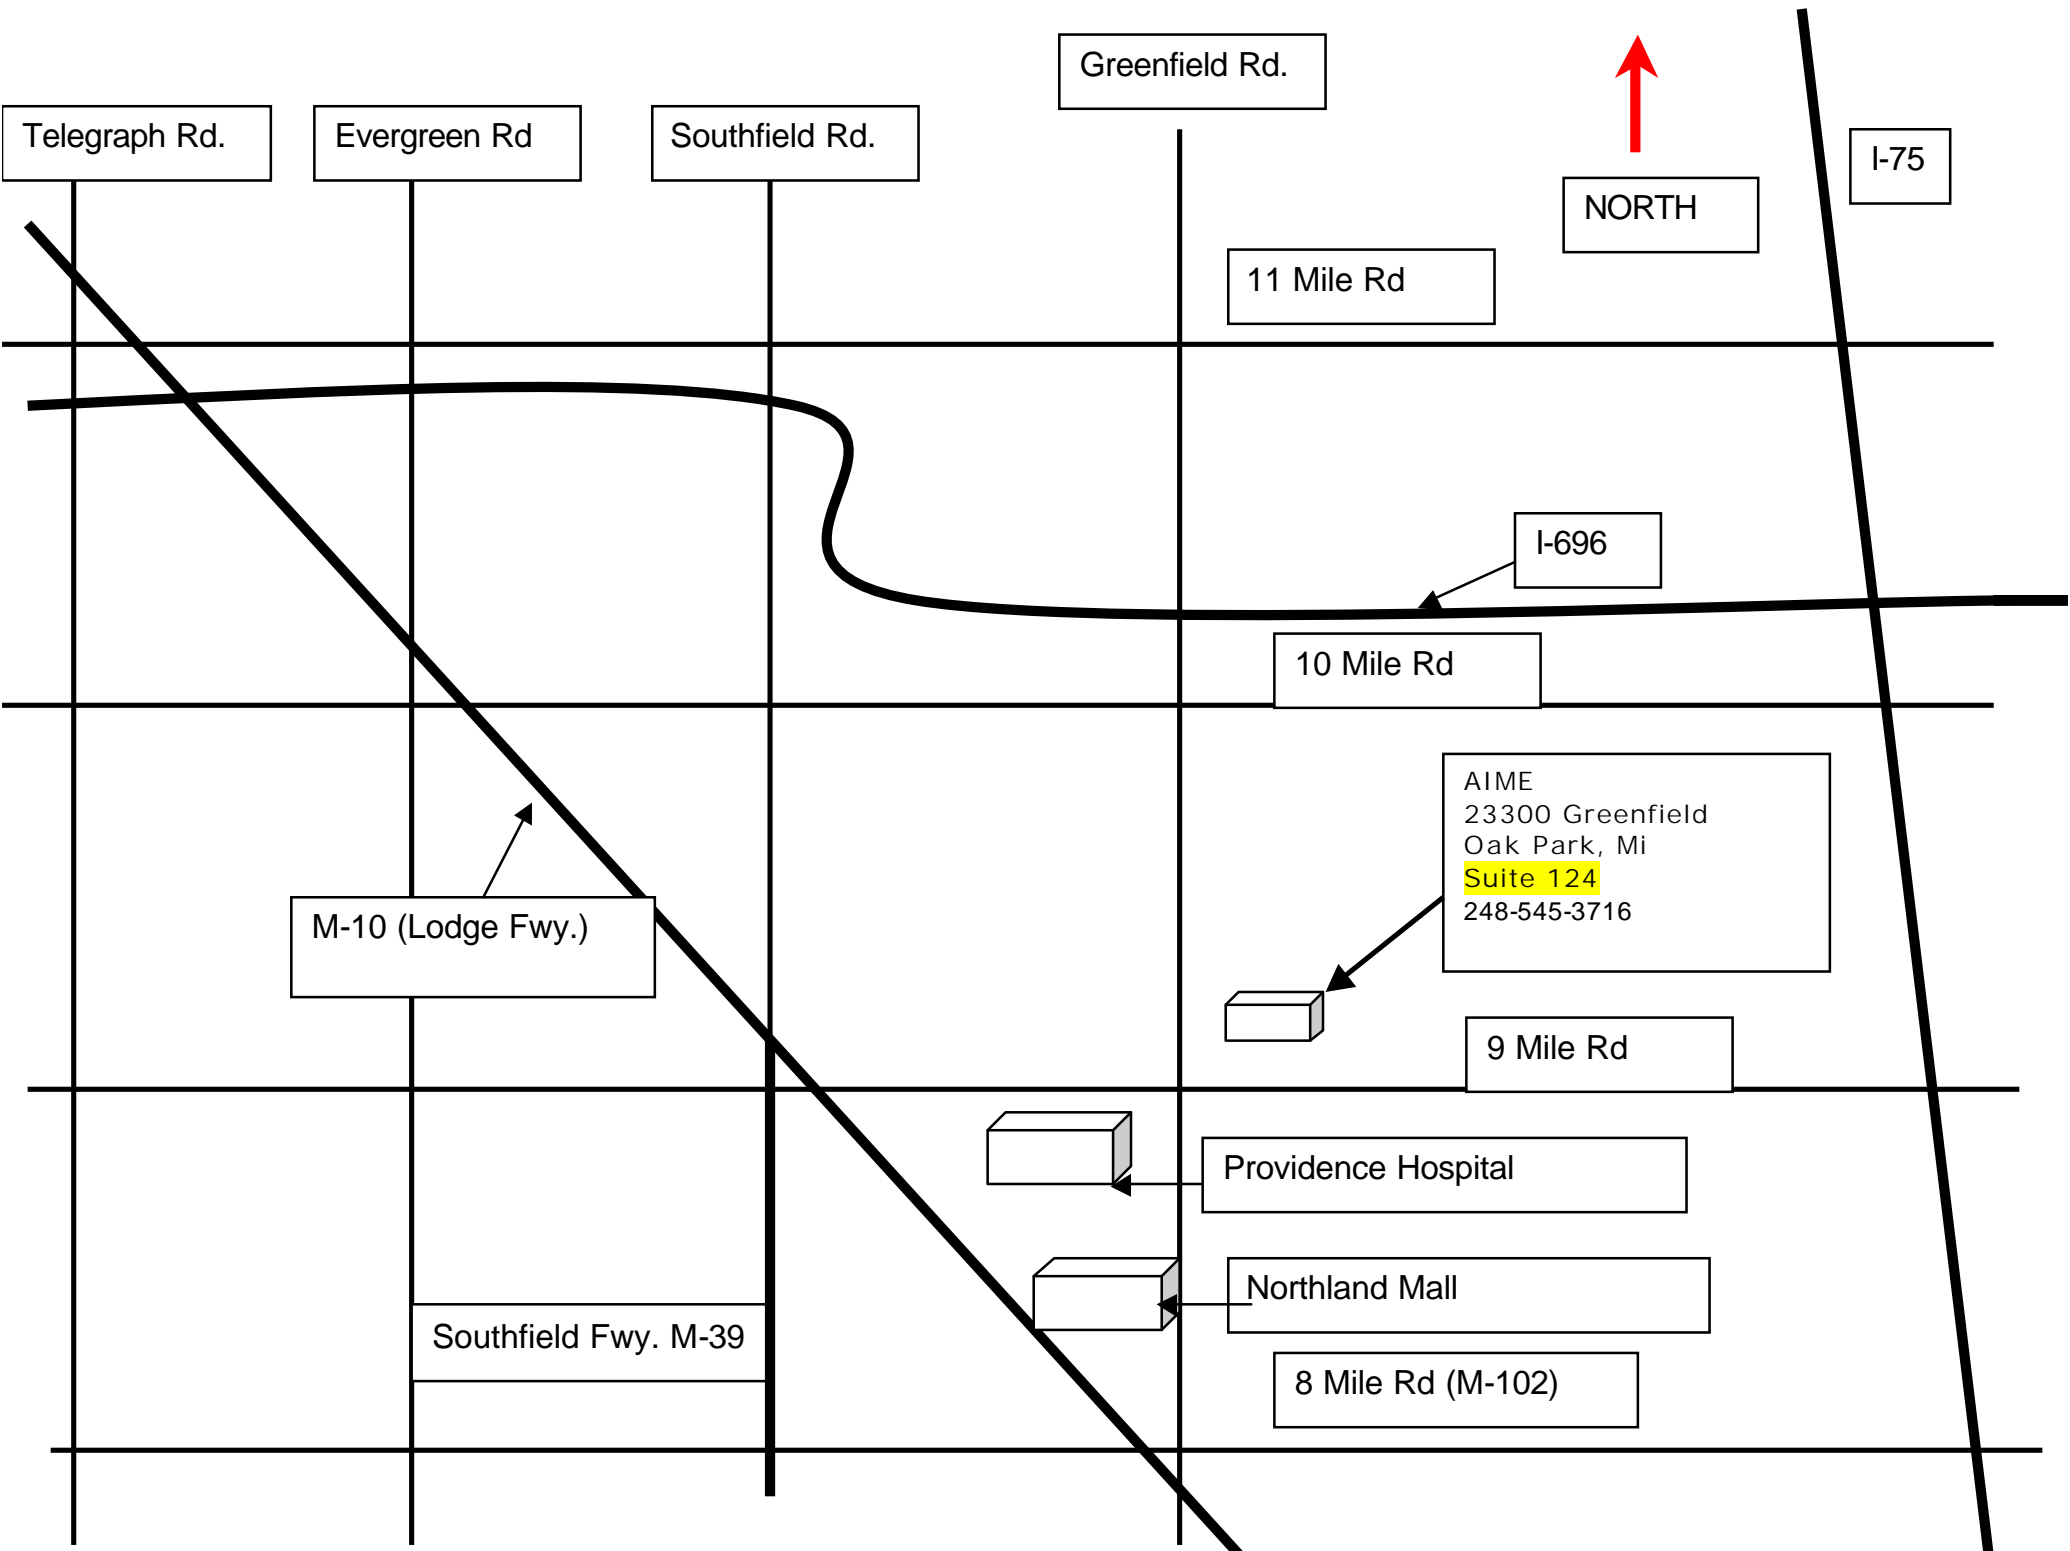 Greenfield Rd.
Telegraph Rd.
Evergreen Rd
Southfield Rd.
I-75
NORTH
11 Mile Rd
I-696
10 Mile Rd
AIME
23300 Greenfield
Oak Park, Mi
Suite 124
248-545-3716
M-10 (Lodge Fwy.)
9 Mile Rd
Providence Hospital
Northland Mall
Southfield Fwy. M-39
8 Mile Rd (M-102)